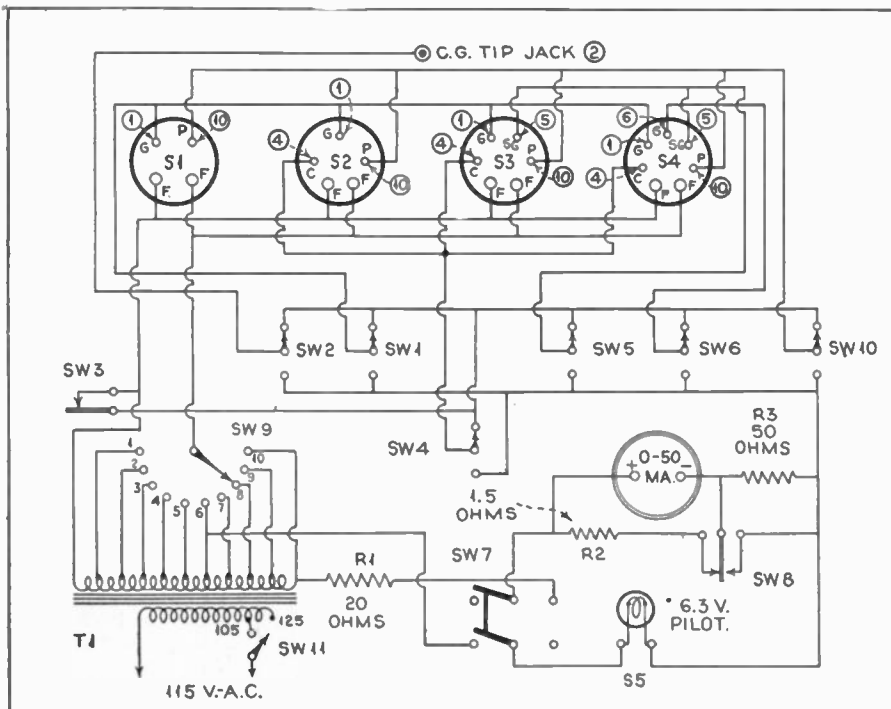 C.G. TIP JACK 2
1 P 10
G S1
F F
1
4 G
C S2 P
10
F F
1 5
4 G SG
C S3 P
10
F F
6 5
1 G SG
G
4 C S4 P
10
F F
SW3
SW2 SW1 SW5 SW6 SW10
SW9
SW4
1 2 3 4 5 6 7 8 9 10
R3
50
OHMS
+ 0-50 -
MA.
1.5
OHMS
R2
SW8
R1
20
OHMS
SW7
6.3 V.
PILOT.
S5
T1
105 125
SW11
115 V.-A.C.